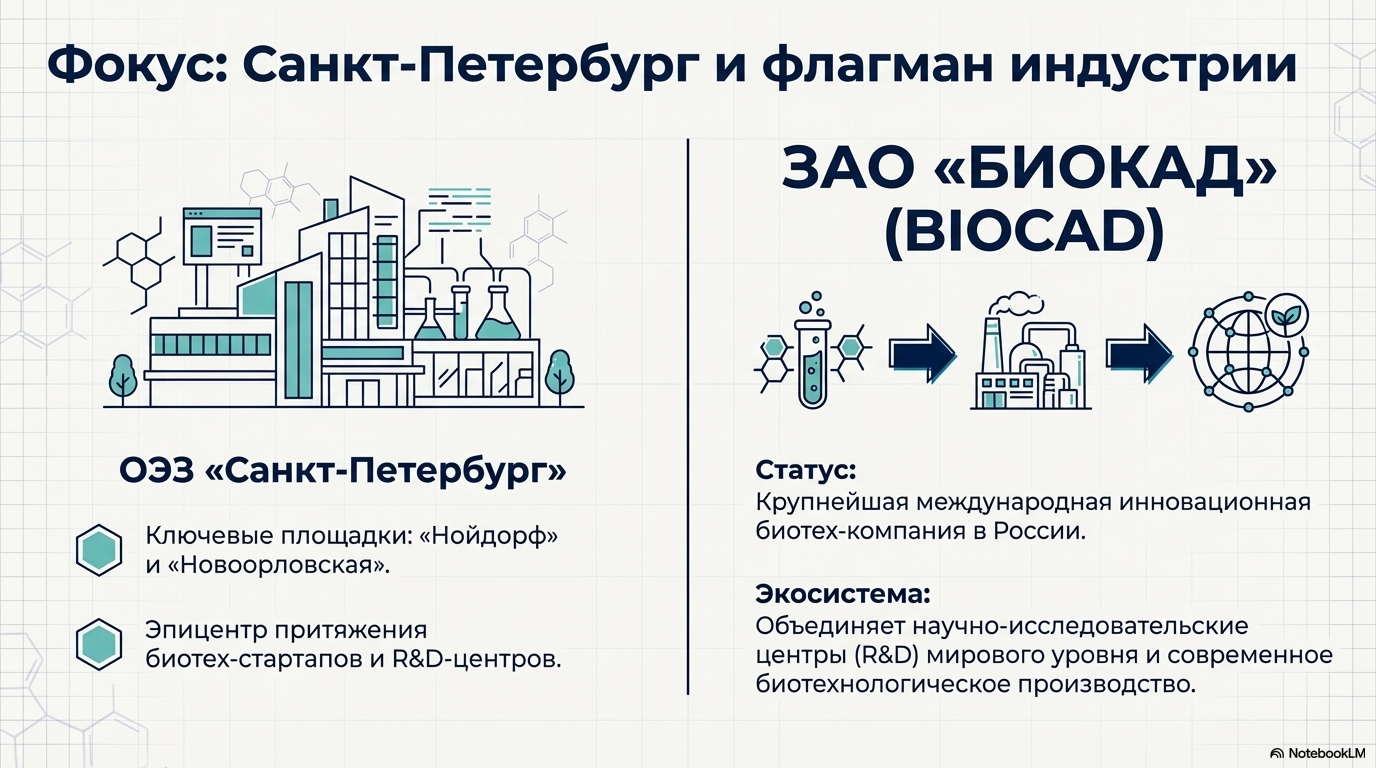 Фокус: Санкт-Петербург и флагман индустрии
ОЭЗ «Санкт-Петербург»
Ключевые площадки: «Нойдорф»
и «Новоорловская».
Эпицентр притяжения
биотех-стартапов и R&D-центров.
ЗАО «БИОКАД»
(BIOCAD)
Статус:
Крупнейшая международная инновационная
биотех-компания в России.
Экосистема:
Объединяет научно-исследовательские
центры (R&D) мирового уровня и современное
биотехнологическое производство.
NotebookLM